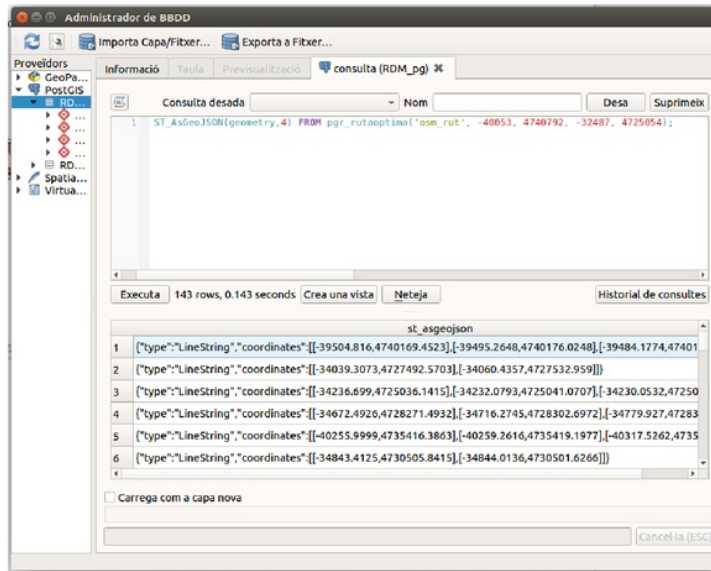 Administrador de BBDD
Importa Capa/Fitxer... Exporta a Fitxer...
Proveïdors
GeoPa...
PostGIS
RD...
...
...
...
...
RD...
Spatia...
Virtua...
Informació Taula Previsualització consulta (RDM_pg)
Consulta desada Nom Desa Suprimeix
1 ST_AsGeoJSON(geometry,4) FROM pgr_rutaoptima('osm_rut', -40053, 4740792, -32487, 4725054);
Executa 143 rows, 0.143 seconds Crea una vista Neteja Historial de consultes
st_asgeojson
1 {"type":"LineString","coordinates":[[-39504.816,4740169.4523],[-39495.2648,4740176.0248],[-39484.1774,47401
2 {"type":"LineString","coordinates":[[-34039.3073,4727492.5703],[-34060.4357,4727532.959]]}
3 {"type":"LineString","coordinates":[[-34236.699,4725036.1415],[-34232.0793,4725041.0707],[-34230.0532,47250
4 {"type":"LineString","coordinates":[[-34672.4926,4728271.4932],[-34716.2745,4728302.6972],[-34779.927,47283
5 {"type":"LineString","coordinates":[[-40255.9999,4735416.3863],[-40259.2616,4735419.1977],[-40317.5262,4735
6 {"type":"LineString","coordinates":[[-34843.4125,4730505.8415],[-34844.0136,4730501.6266]]}
Carrega com a capa nova
Cancel·la (ESC)